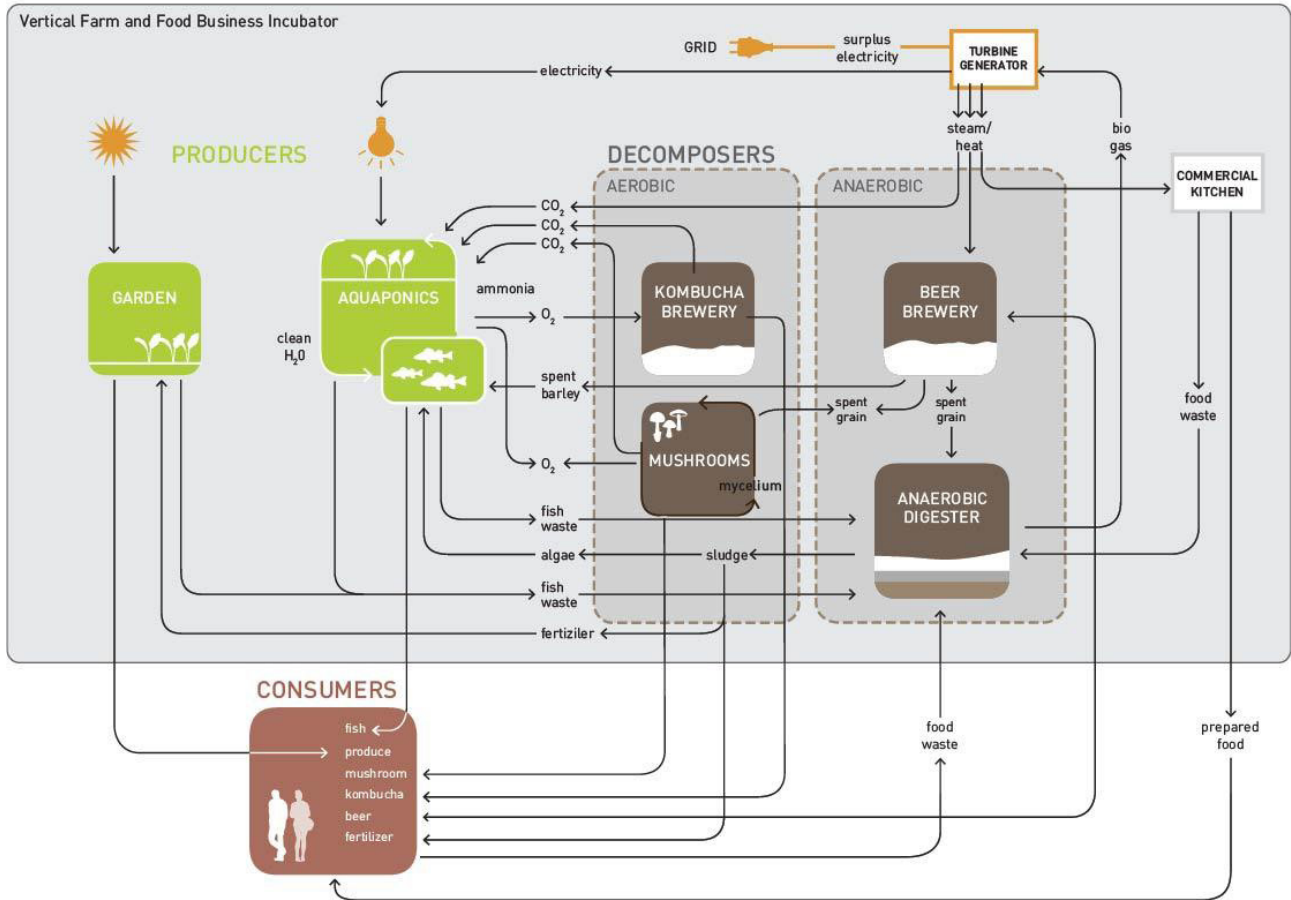 Vertical Farm and Food Business Incubator
GRID
surplus
electricity
TURBINE
GENERATOR
electricity
steam/
heat
bio
gas
PRODUCERS
DECOMPOSERS
AEROBIC
ANAEROBIC
COMMERCIAL
KITCHEN
CO2
CO2
CO2
GARDEN
AQUAPONICS
ammonia
O2
KOMBUCHA
BREWERY
BEER
BREWERY
clean
H20
spent
barley
spent
grain
spent
grain
food
waste
O2
MUSHROOMS
mycelium
ANAEROBIC
DIGESTER
fish
waste
algae
sludge
fish
waste
fertiziler
CONSUMERS
fish
produce
mushroom
kombucha
beer
fertilizer
food
waste
prepared
food